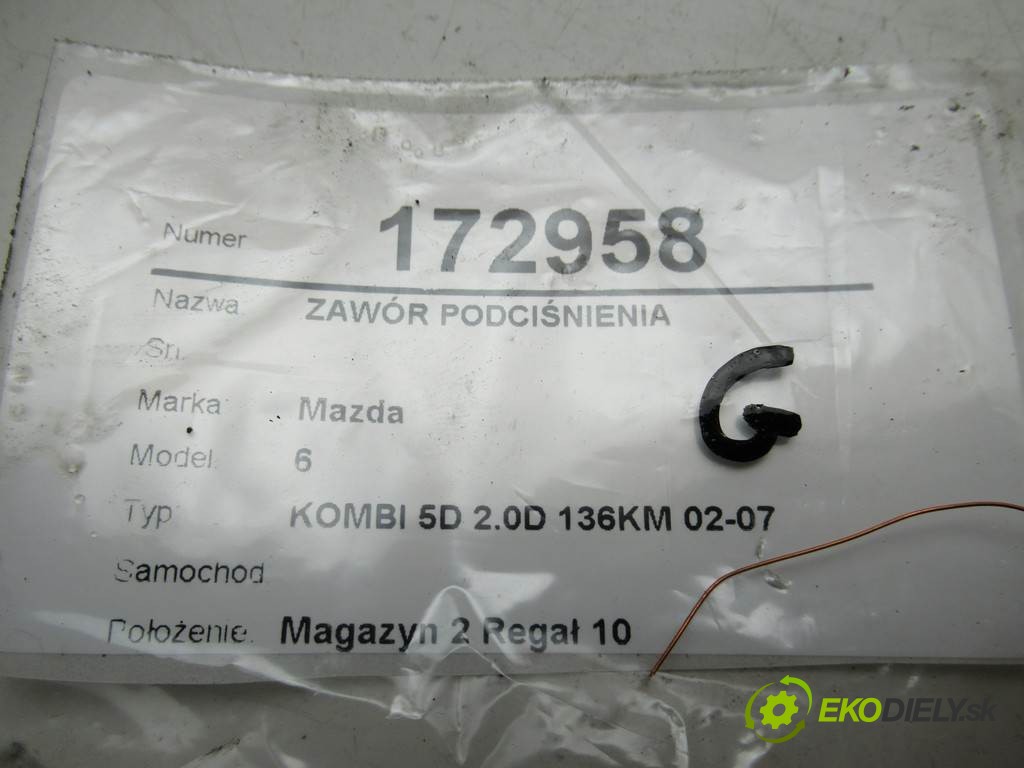 Numer 172958
Nazwa ZAWÓR PODCIŚNIENIA
Sn.
Marka Mazda
G
Model. 6
Typ KOMBI 5D 2.0D 136KM 02-07
Samochod
Położenie. Magazyn 2 Regał 10
EKODIELY.sk